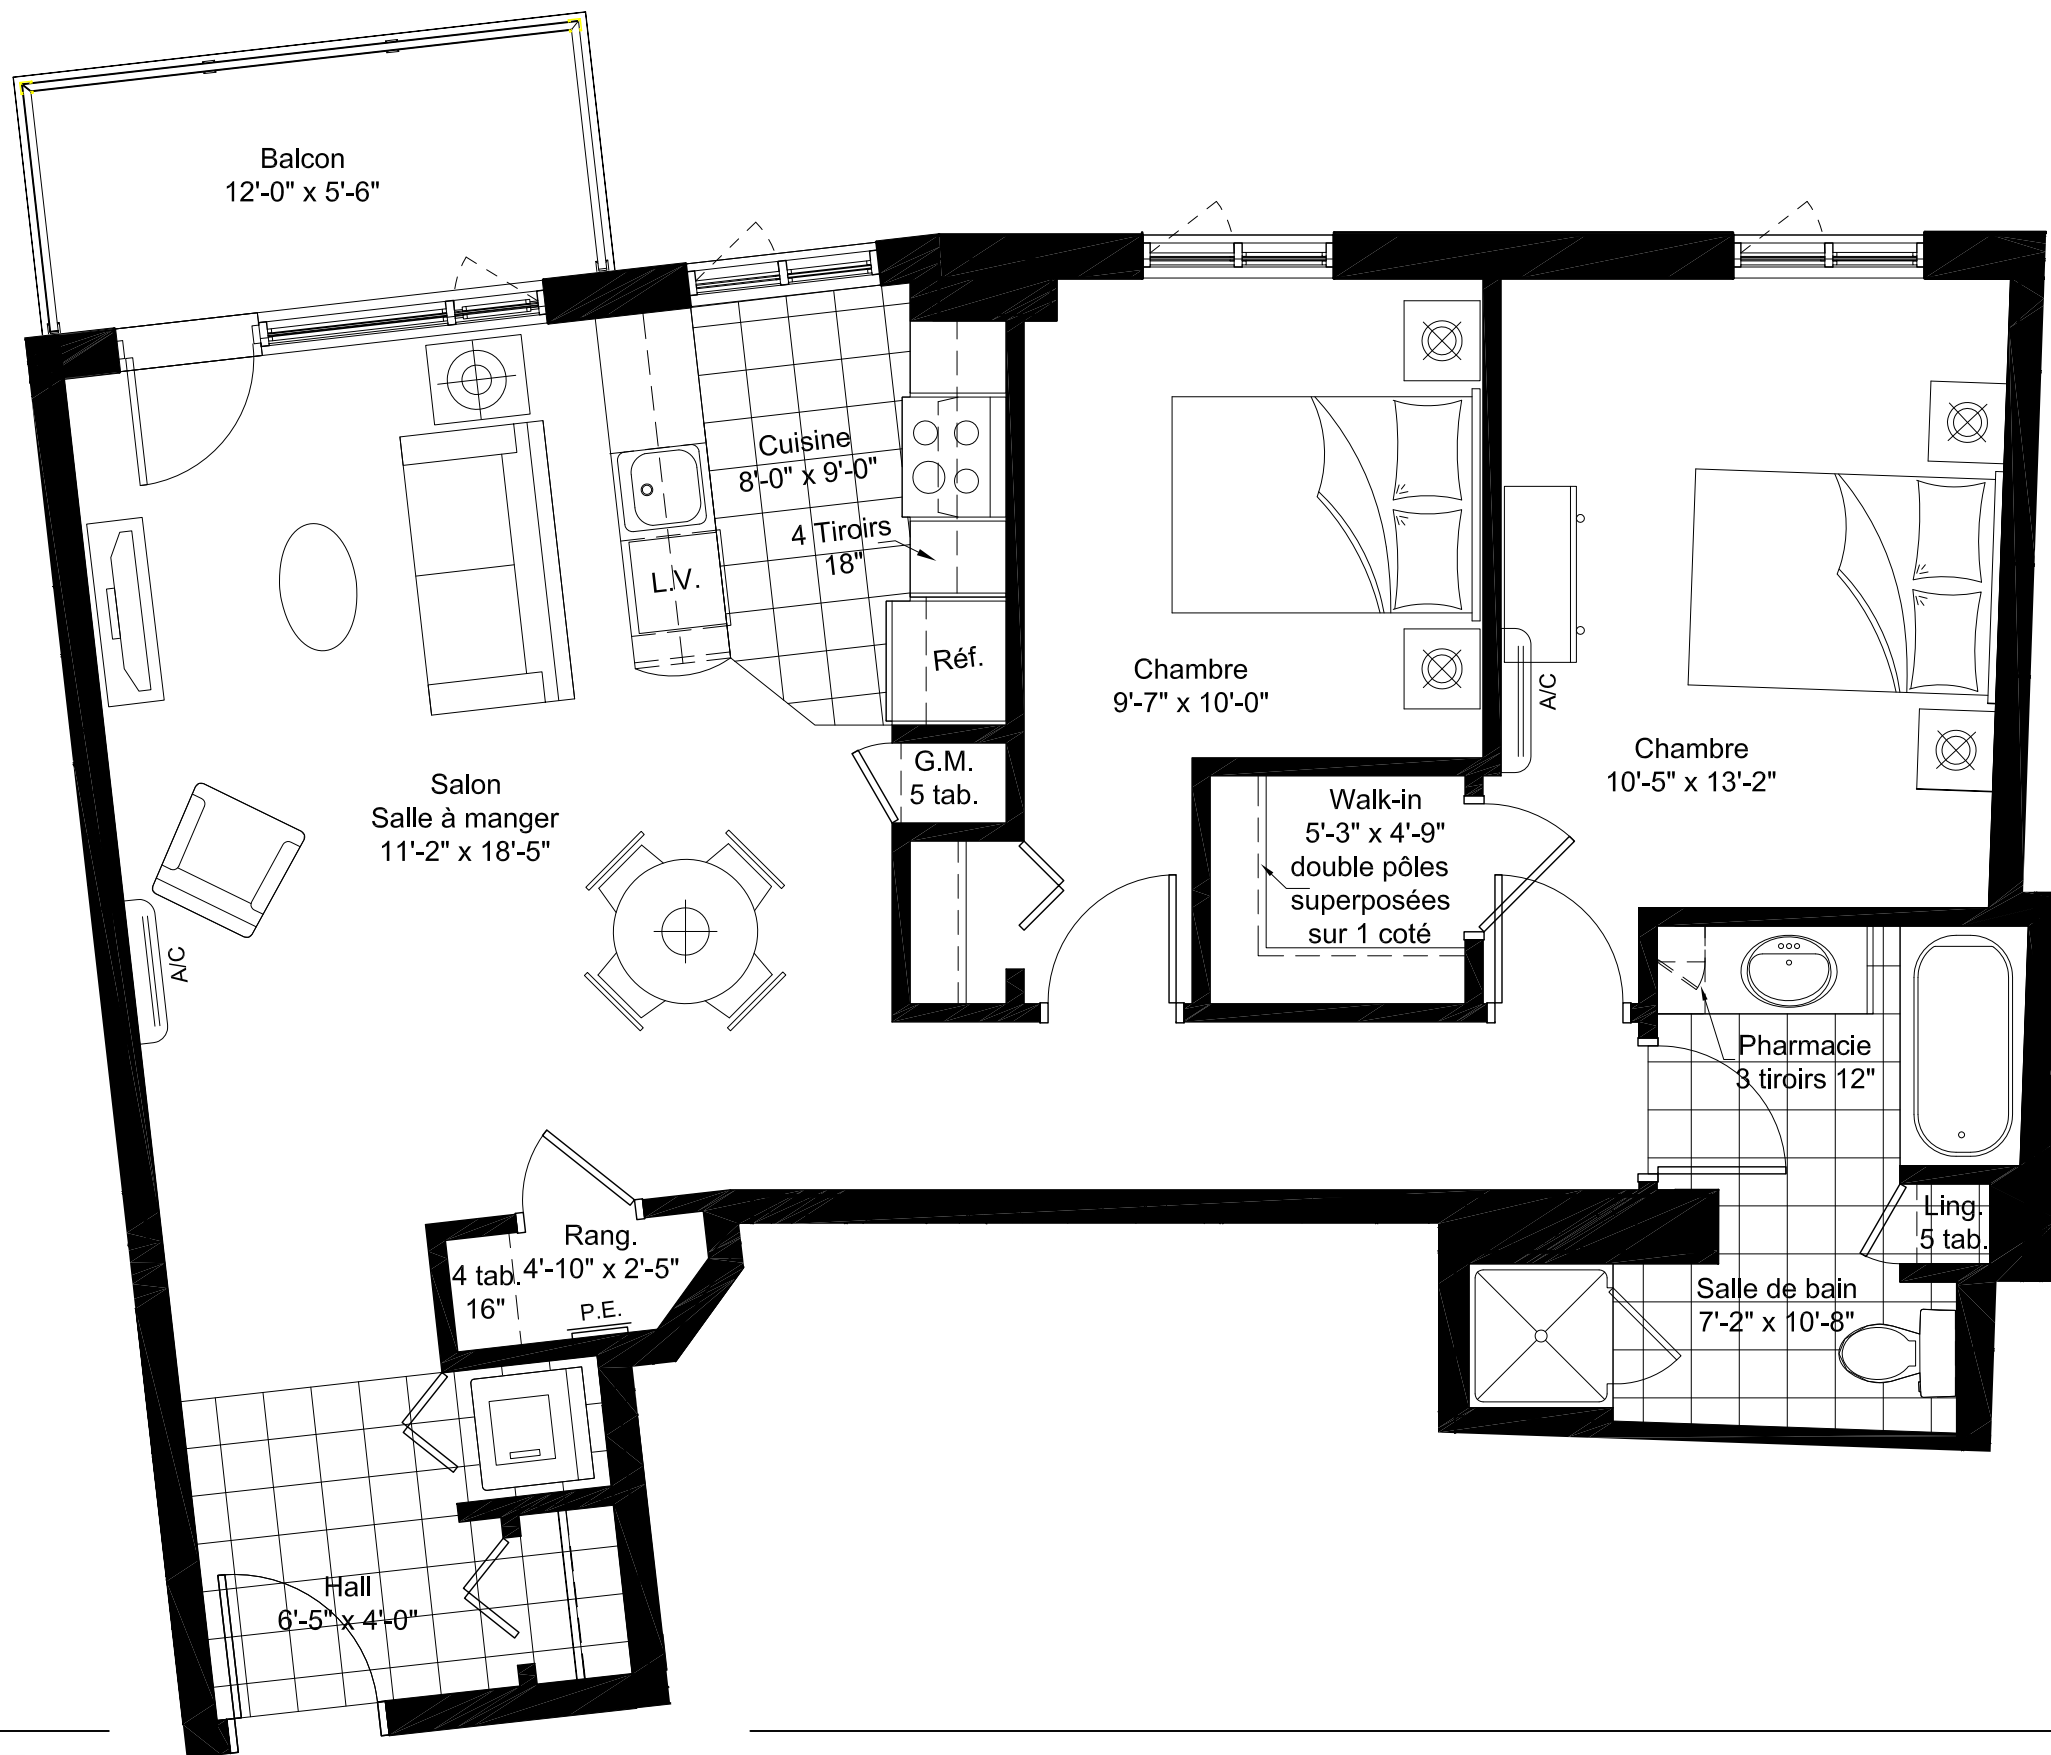 Balcon
12'-0" x 5'-6"
Cuisine
8'-0" x 9'-0"
4 Tiroirs
18"
L.V.
Réf.
G.M.
5 tab.
Chambre
9'-7" x 10'-0"
A/C
Chambre
10'-5" x 13'-2"
Salon
Salle à manger
11'-2" x 18'-5"
A/C
Walk-in
5'-3" x 4'-9"
double pôles
superposées
sur 1 coté
Pharmacie
3 tiroirs 12"
Ling.
5 tab.
Rang.
4'-10" x 2'-5"
4 tab.
16"
P.E.
Salle de bain
7'-2" x 10'-8"
Hall
6'-5" x 4'-0"